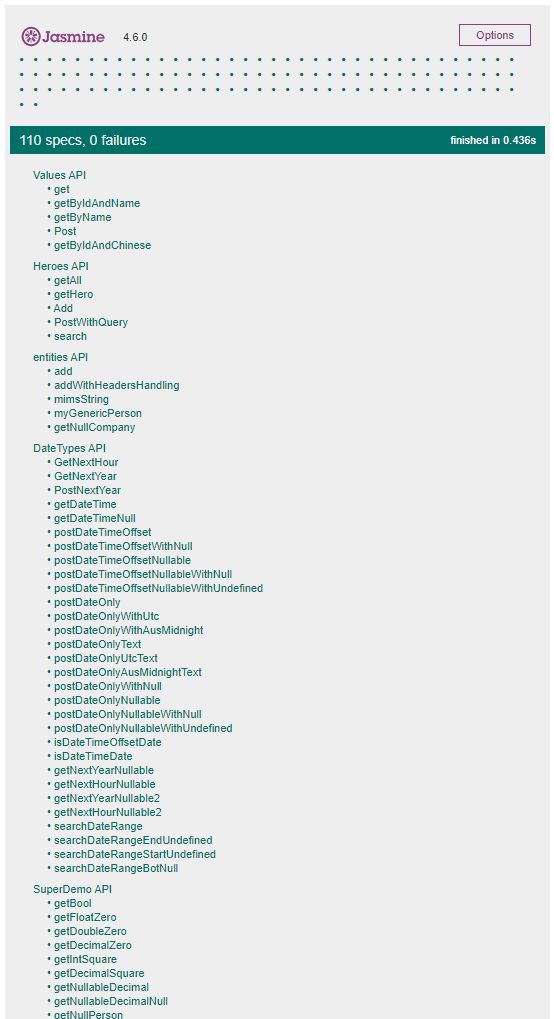 Jasmine 4.6.0 Options
110 specs, 0 failures finished in 0.436s
Values API
• get
• getByIdAndName
• getByName
• Post
• getByIdAndChinese
Heroes API
• getAll
• getHero
• Add
• PostWithQuery
• search
entities API
• add
• addWithHeadersHandling
• mimsString
• myGenericPerson
• getNullCompany
DateTypes API
• GetNextHour
• GetNextYear
• PostNextYear
• getDateTime
• getDateTimeNull
• postDateTimeOffset
• postDateTimeOffsetWithNull
• postDateTimeOffsetNullable
• postDateTimeOffsetNullableWithNull
• postDateTimeOffsetNullableWithUndefined
• postDateOnly
• postDateOnlyWithUtc
• postDateOnlyWithAusMidnight
• postDateOnlyText
• postDateOnlyUtcText
• postDateOnlyAusMidnightText
• postDateOnlyWithNull
• postDateOnlyNullable
• postDateOnlyNullableWithNull
• postDateOnlyNullableWithUndefined
• isDateTimeOffsetDate
• isDateTimeDate
• getNextYearNullable
• getNextHourNullable
• getNextYearNullable2
• getNextHourNullable2
• searchDateRange
• searchDateRangeEndUndefined
• searchDateRangeStartUndefined
• searchDateRangeBotNull
SuperDemo API
• getBool
• getFloatZero
• getDoubleZero
• getDecimalZero
• getIntSquare
• getDecimalSquare
• getNullableDecimal
• getNullableDecimalNull
• getNullPerson